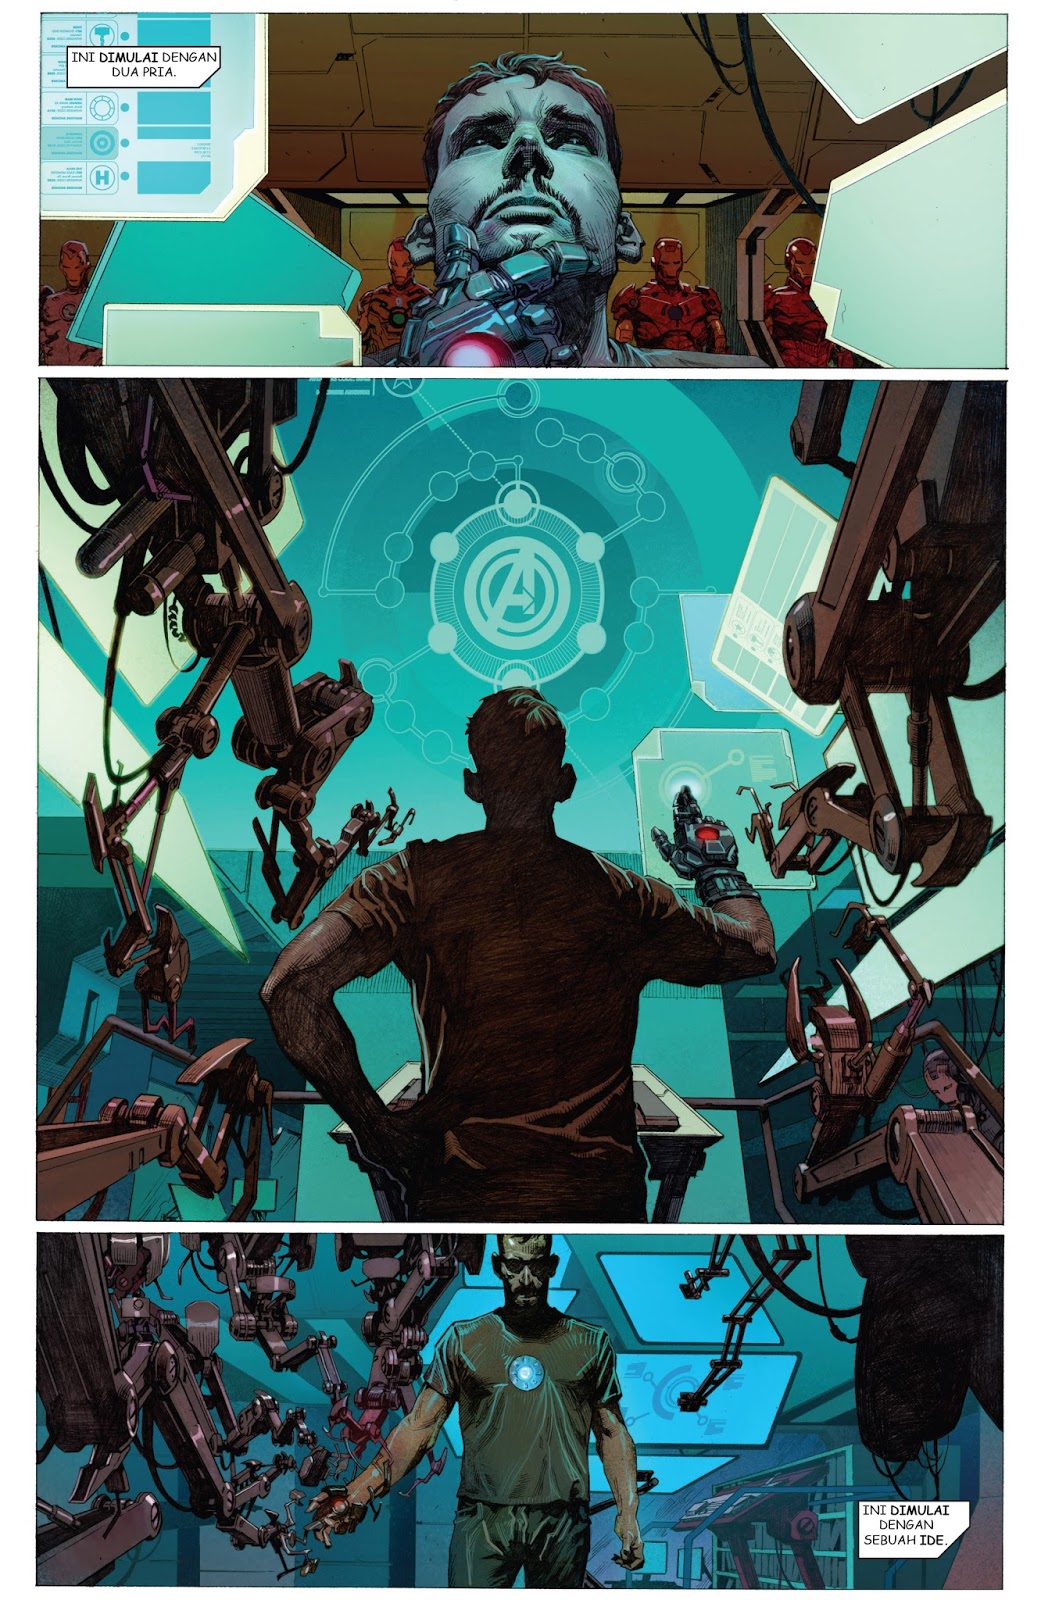 INI DIMULAI DENGAN
DUA PRIA.
H
A
INI DIMULAI
DENGAN
SEBUAH IDE.